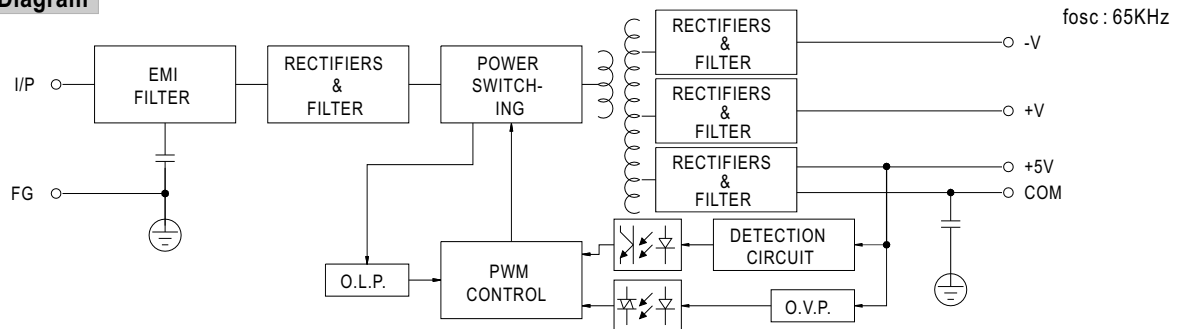 Diagram
fosc : 65KHz
I/P
EMI
FILTER
RECTIFIERS
&
FILTER
POWER
SWITCH-
ING
RECTIFIERS
&
FILTER
-V
RECTIFIERS
&
FILTER
+V
RECTIFIERS
&
FILTER
+5V
COM
FG
O.L.P.
PWM
CONTROL
DETECTION
CIRCUIT
O.V.P.